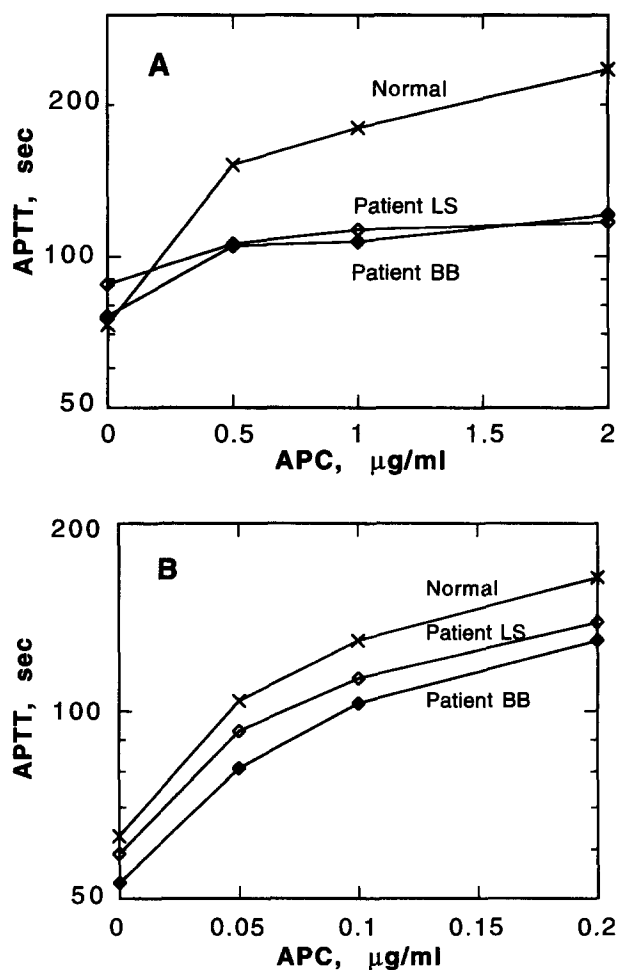 A
Normal
200
Patient LS
100
Patient BB
50
0 0.5 1 1.5 2
APTT, sec
APC, μg/ml
200
B
Normal
Patient LS
100
Patient BB
50
0 0.05 0.1 0.15 0.2
APTT, sec
APC, μg/ml